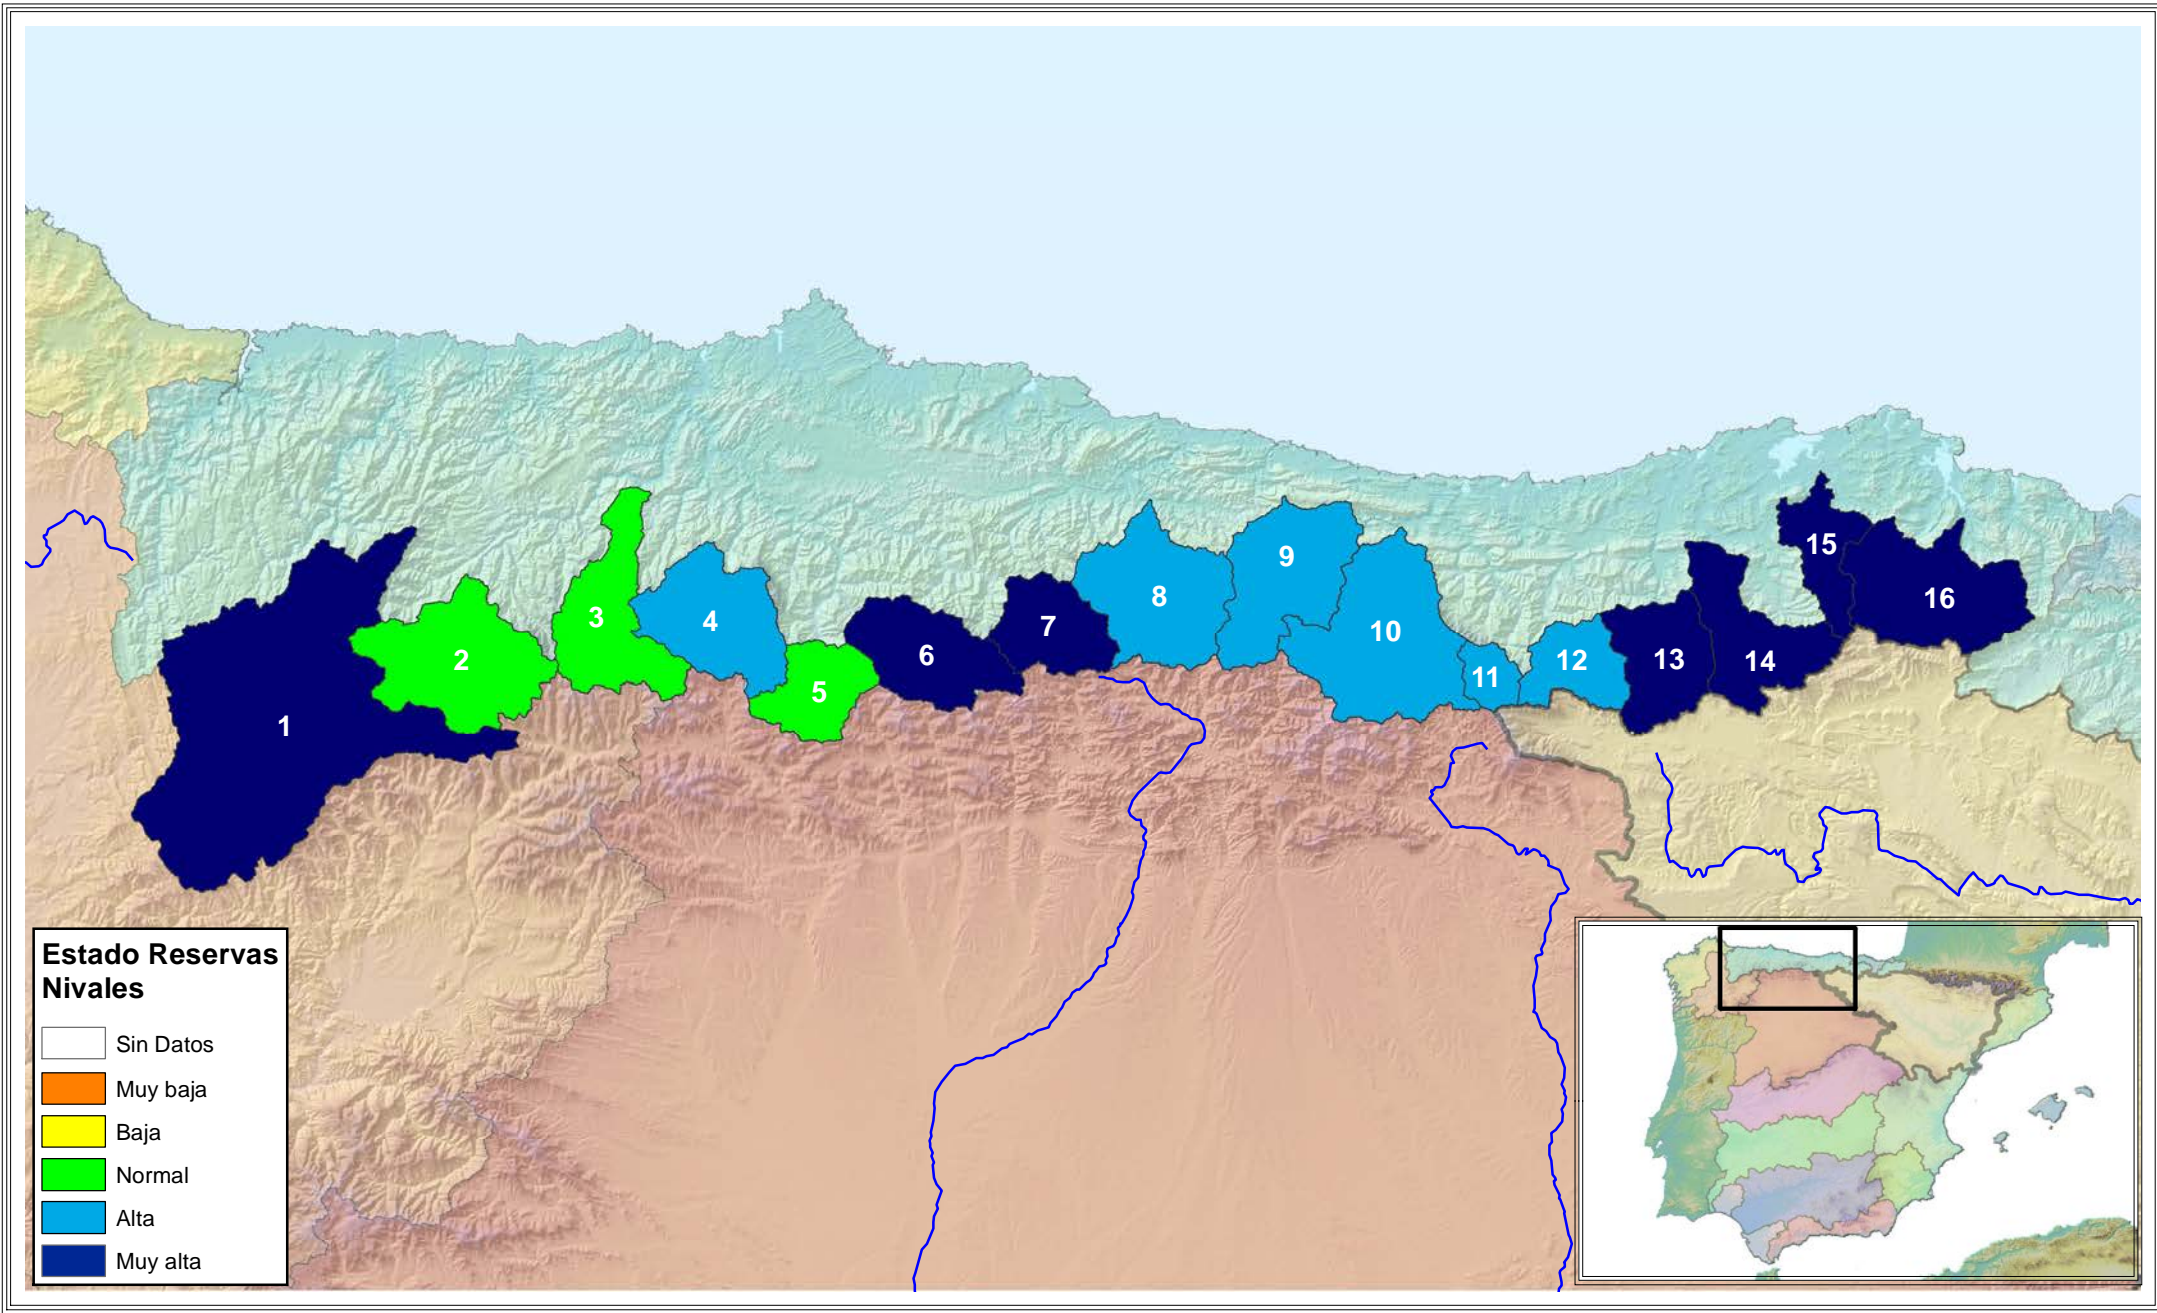 1
2
3
4
5
6
7
8
9
10
11
12
13
14
15
16
Estado Reservas
Nivales
Sin Datos
Muy baja
Baja
Normal
Alta
Muy alta